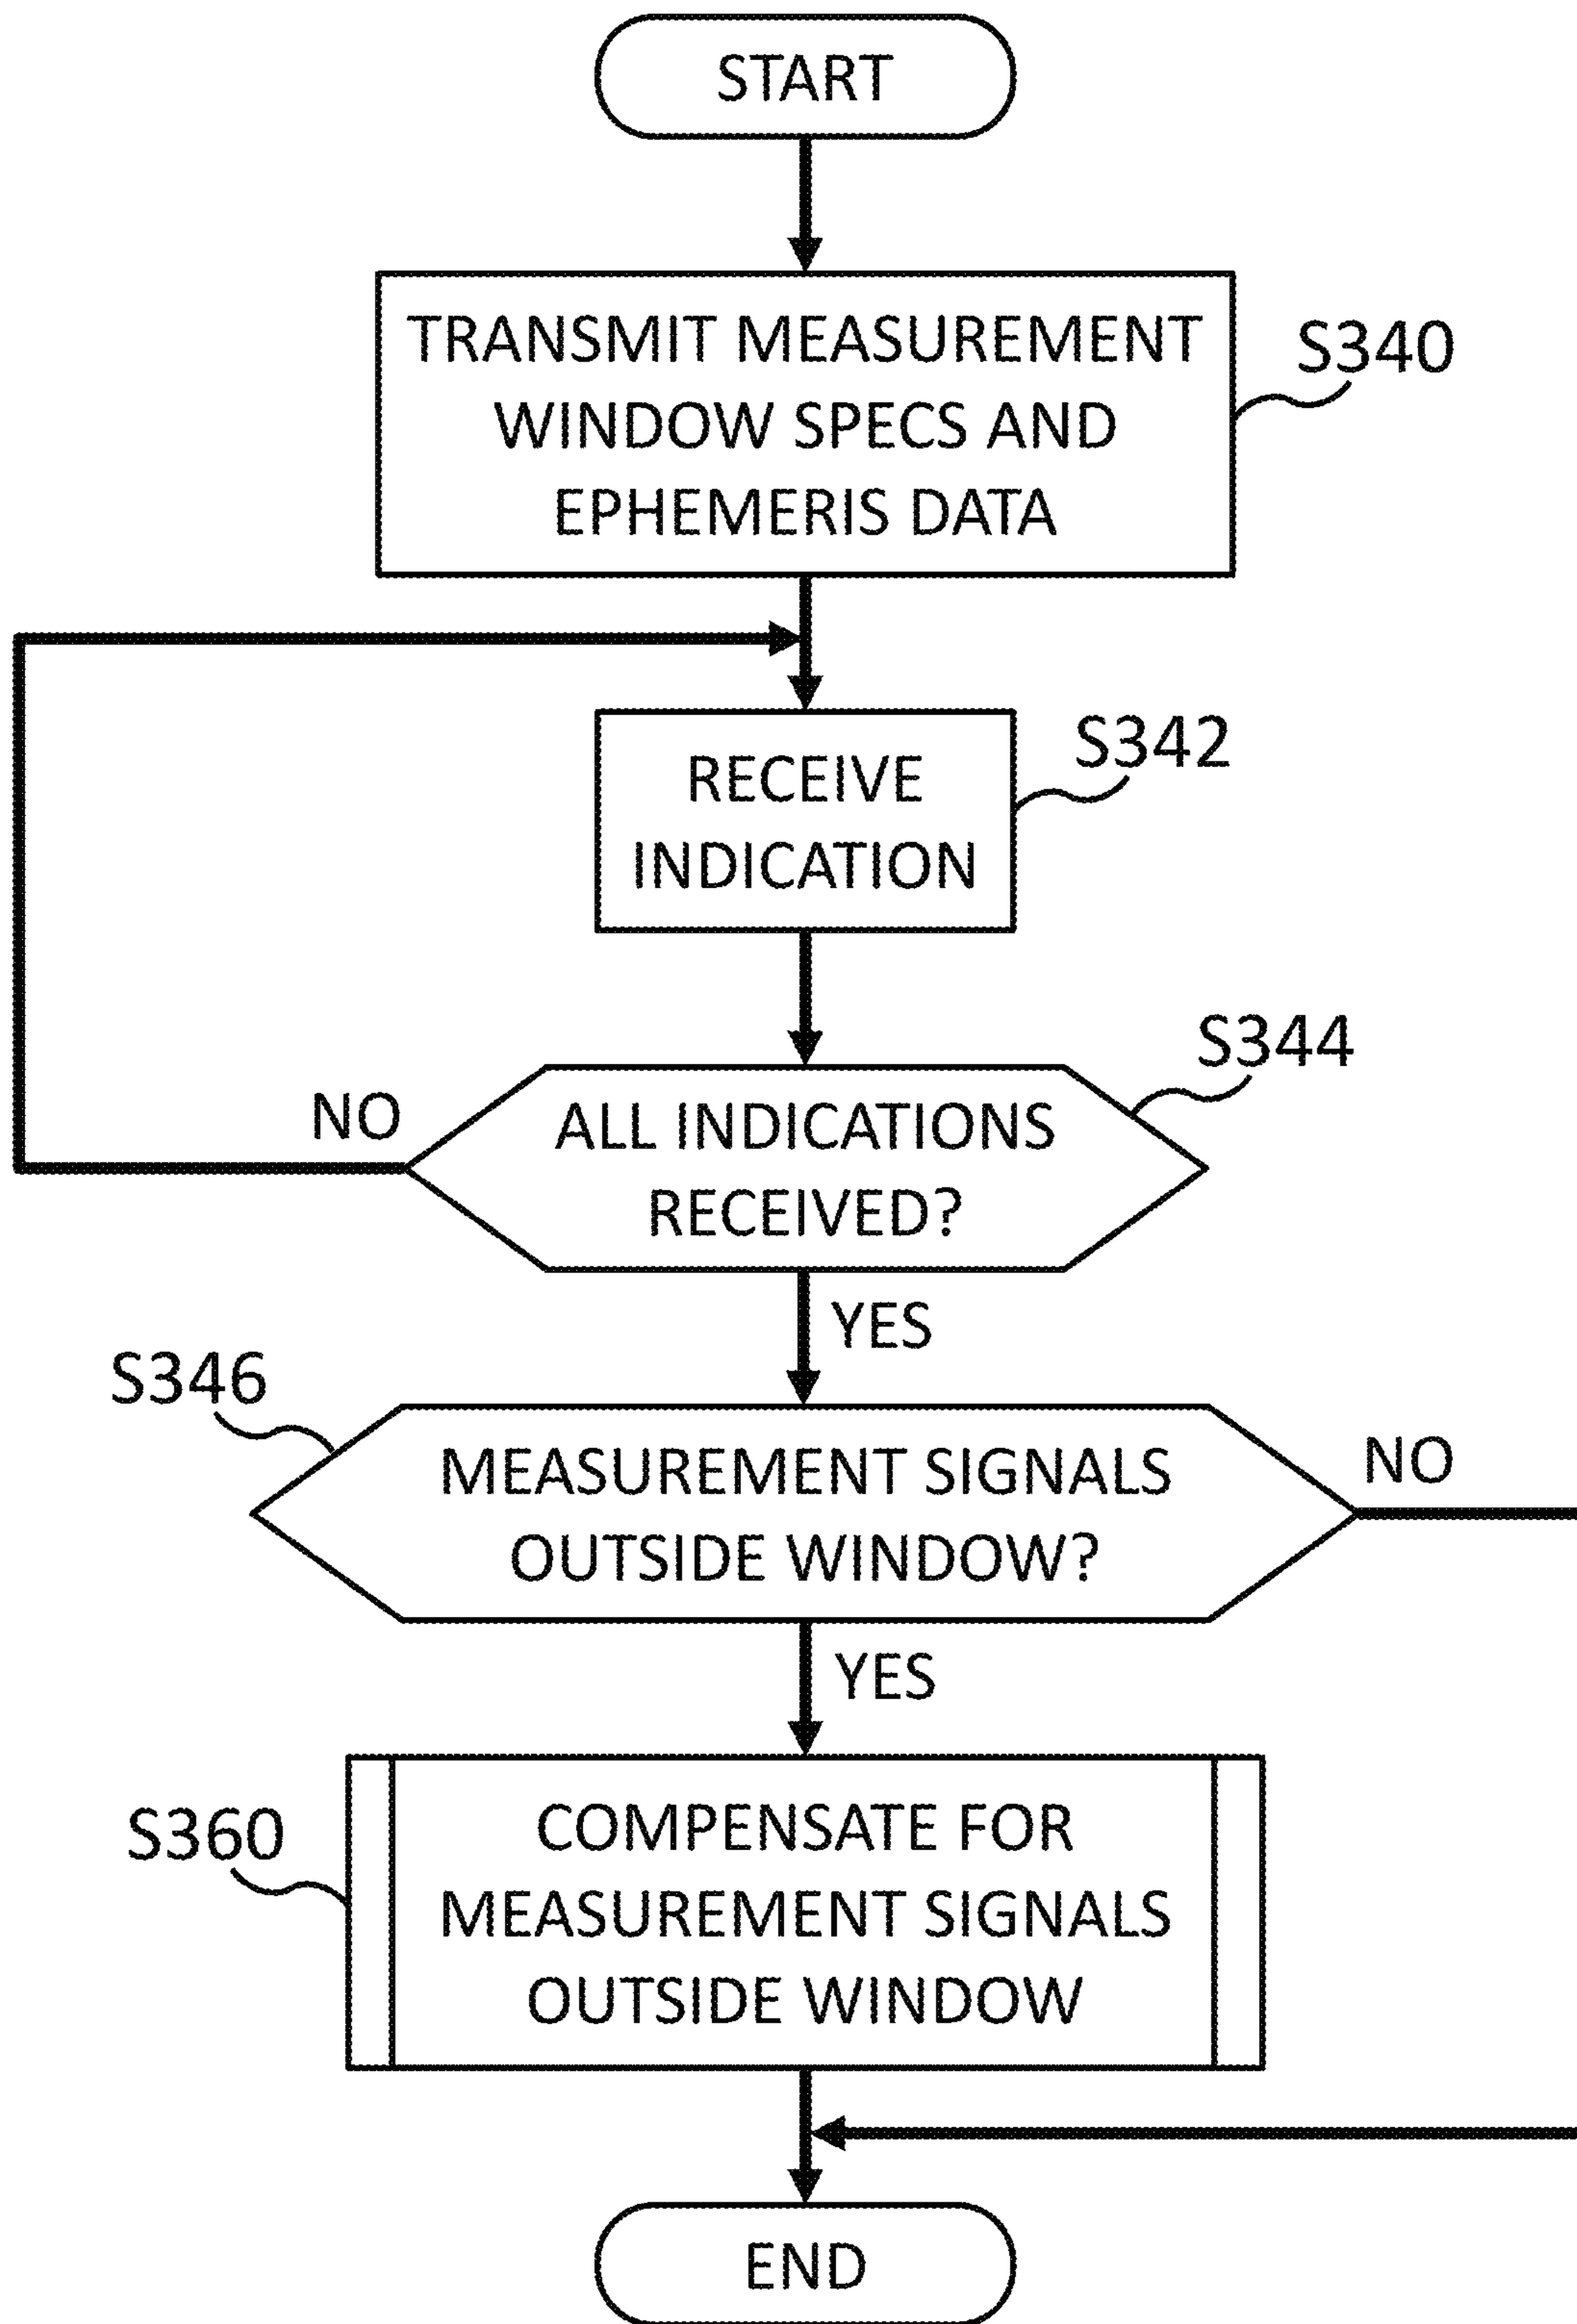 START
TRANSMIT MEASUREMENT
WINDOW SPECS AND
EPHEMERIS DATA
S340
RECEIVE
INDICATION
S342
ALL INDICATIONS
RECEIVED?
S344
NO
YES
S346
MEASUREMENT SIGNALS
OUTSIDE WINDOW?
NO
YES
S360
COMPENSATE FOR
MEASUREMENT SIGNALS
OUTSIDE WINDOW
END